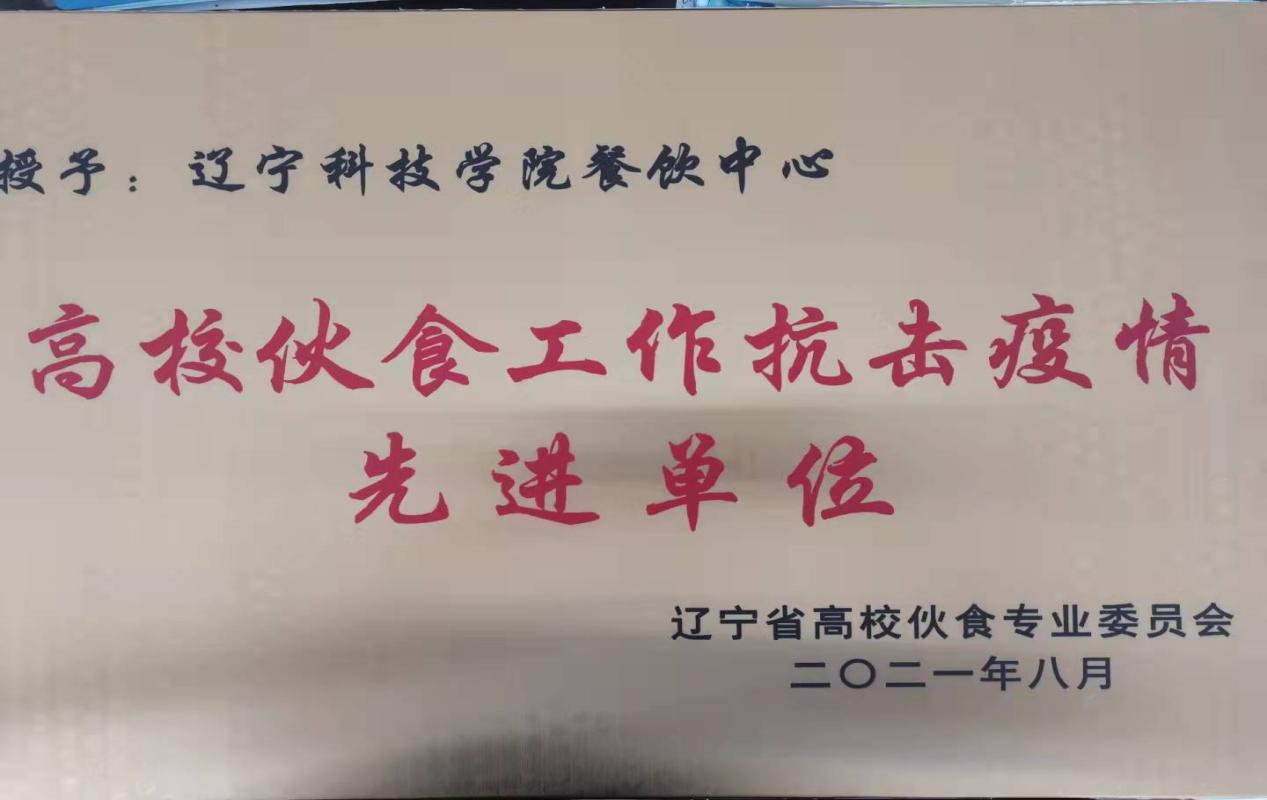 授予：辽宁科技学院餐饮中心
高校伙食工作抗击疫情
先进单位
辽宁省高校伙食专业委员会
二〇二一年八月